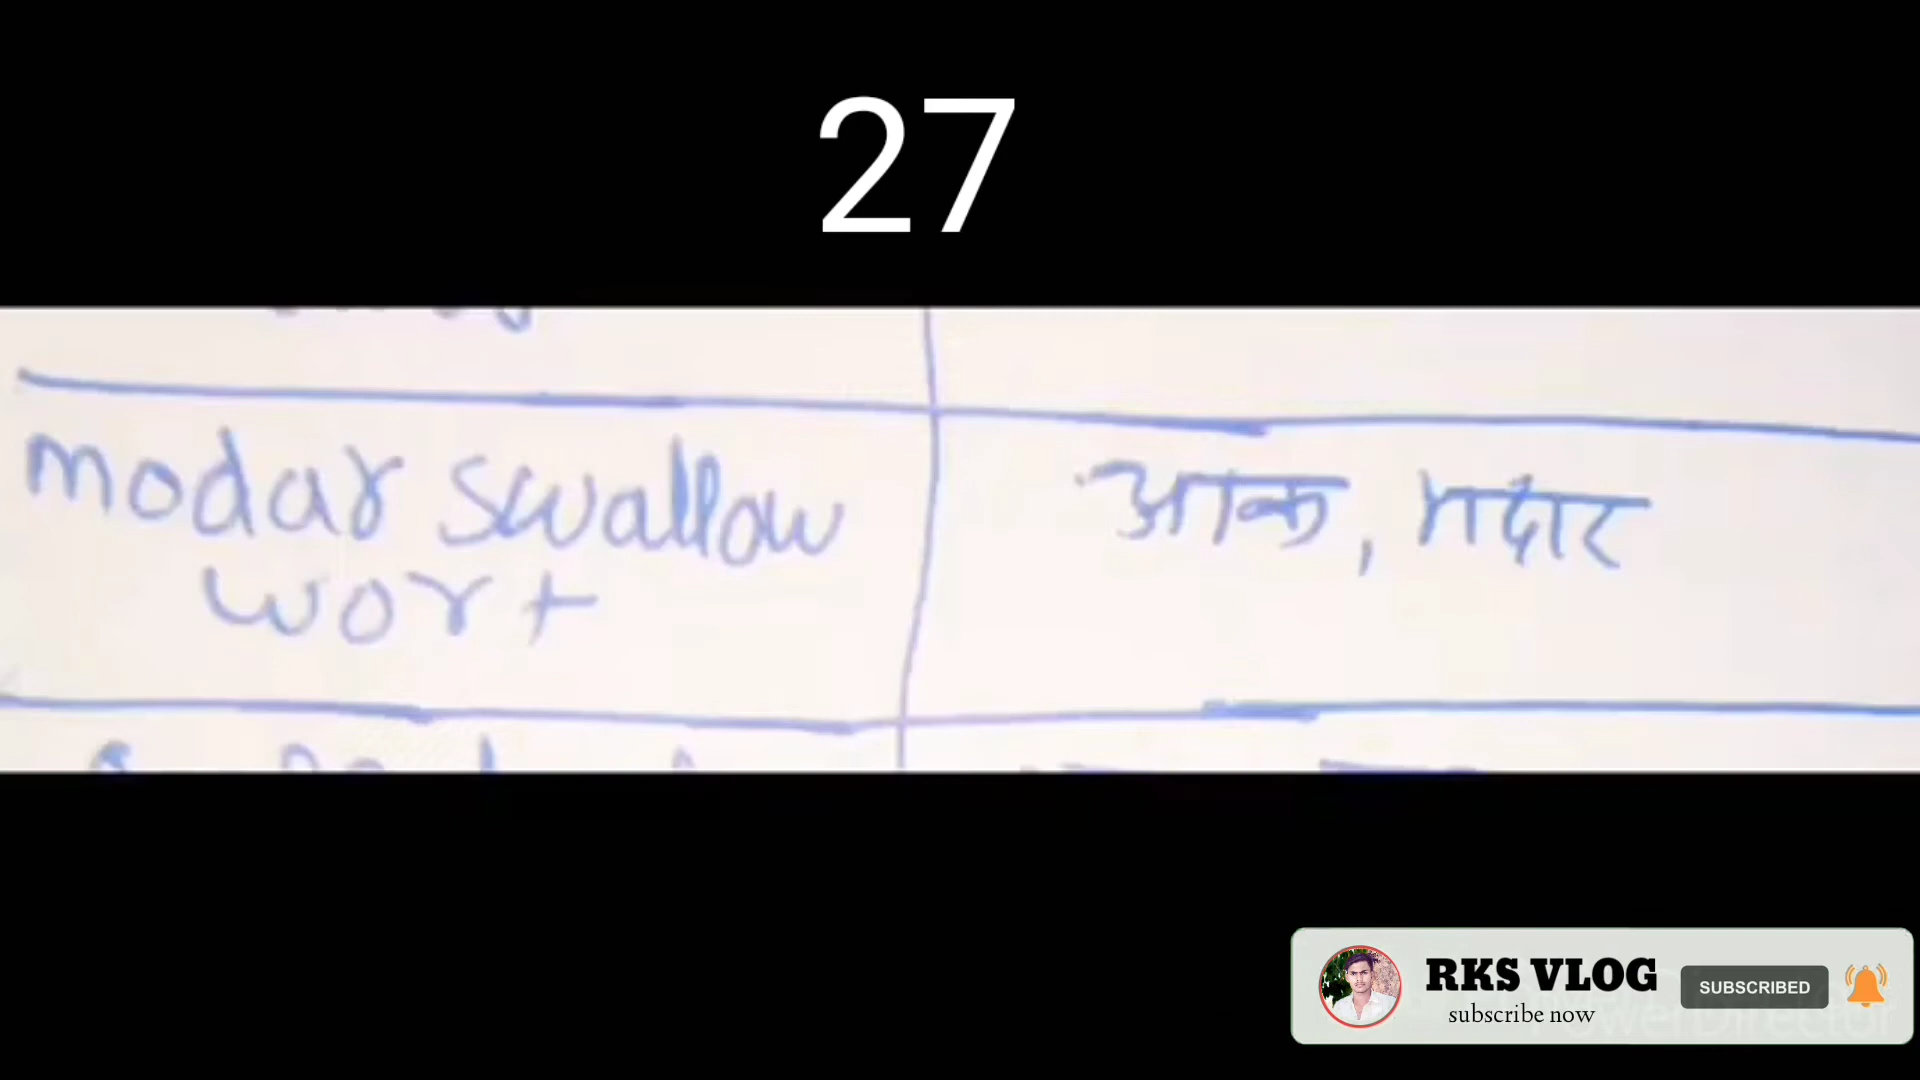 27
modar swallow
wort
आक, मदार
RKS VLOG
subscribe now
SUBSCRIBED